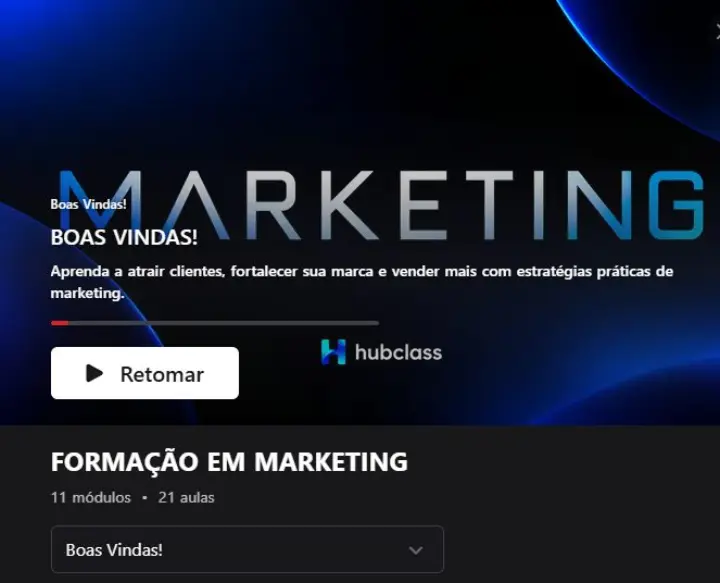 MARKETING
Boas Vindas!
BOAS VINDAS!
Aprenda a atrair clientes, fortalecer sua marca e vender mais com estratégias práticas de
marketing.
hubclass
Retomar
FORMAÇÃO EM MARKETING
11 módulos • 21 aulas
Boas Vindas!